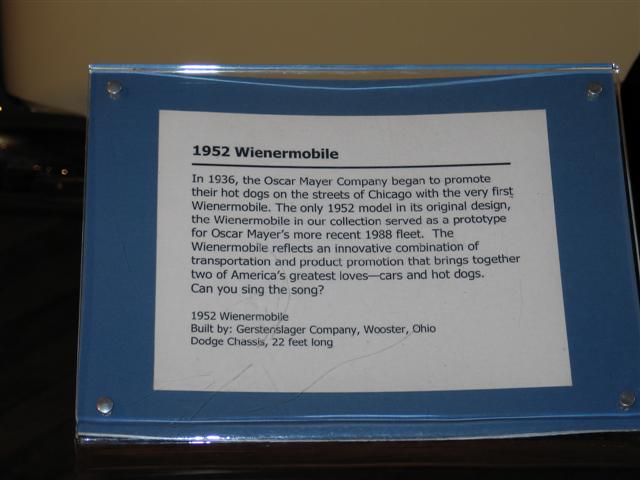 1952 Wienermobile
In 1936, the Oscar Mayer Company began to promote
their hot dogs on the streets of Chicago with the very first
Wienermobile. The only 1952 model in its original design,
the Wienermobile in our collection served as a prototype
for Oscar Mayer's more recent 1988 fleet. The
Wienermobile reflects an innovative combination of
transportation and product promotion that brings together
two of America's greatest loves—cars and hot dogs.
Can you sing the song?
1952 Wienermobile
Built by: Gerstenslager Company, Wooster, Ohio
Dodge Chassis, 22 feet long